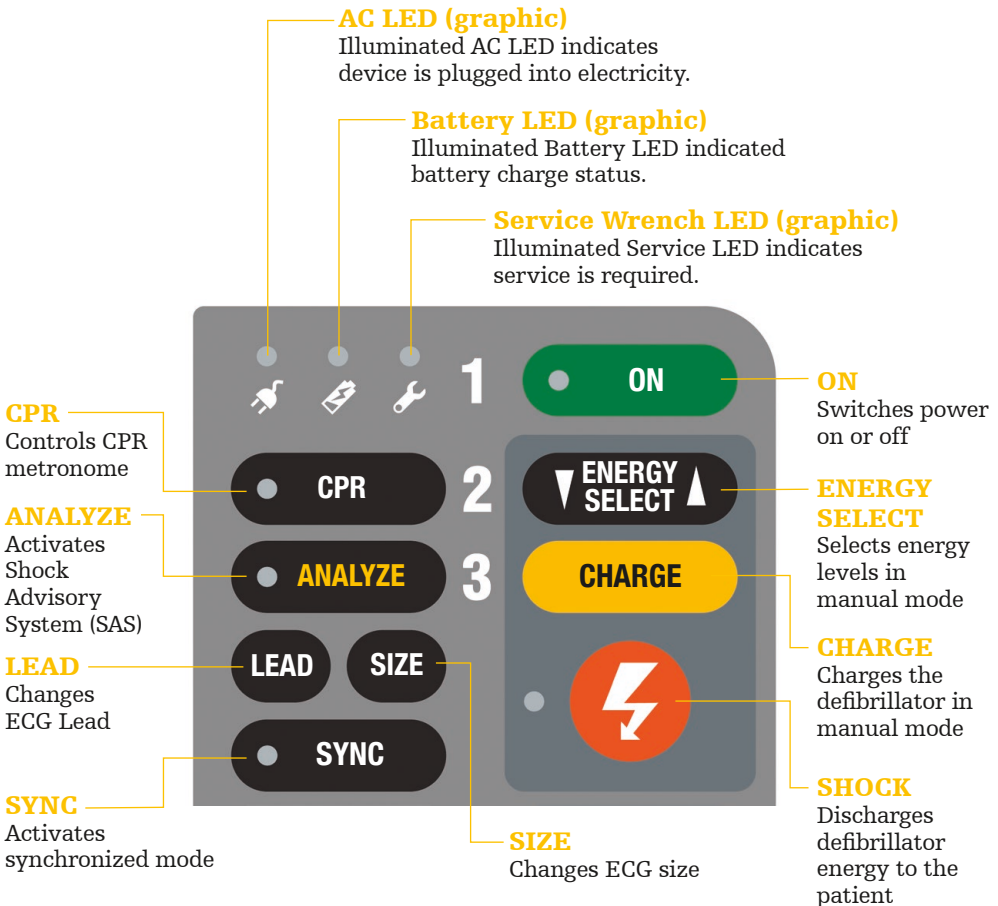 AC LED (graphic)
Illuminated AC LED indicates
device is plugged into electricity.
Battery LED (graphic)
Illuminated Battery LED indicated
battery charge status.
Service Wrench LED (graphic)
Illuminated Service LED indicates
service is required.
CPR
Controls CPR
metronome
ANALYZE
Activates
Shock
Advisory
System (SAS)
LEAD
Changes
ECG Lead
SYNC
Activates
synchronized mode
1
ON
CPR
2
ENERGY
SELECT
ANALYZE
3
CHARGE
LEAD
SIZE
SYNC
ON
Switches power
on or off
ENERGY
SELECT
Selects energy
levels in
manual mode
CHARGE
Charges the
defibrillator in
manual mode
SHOCK
Discharges
defibrillator
energy to the
patient
SIZE
Changes ECG size